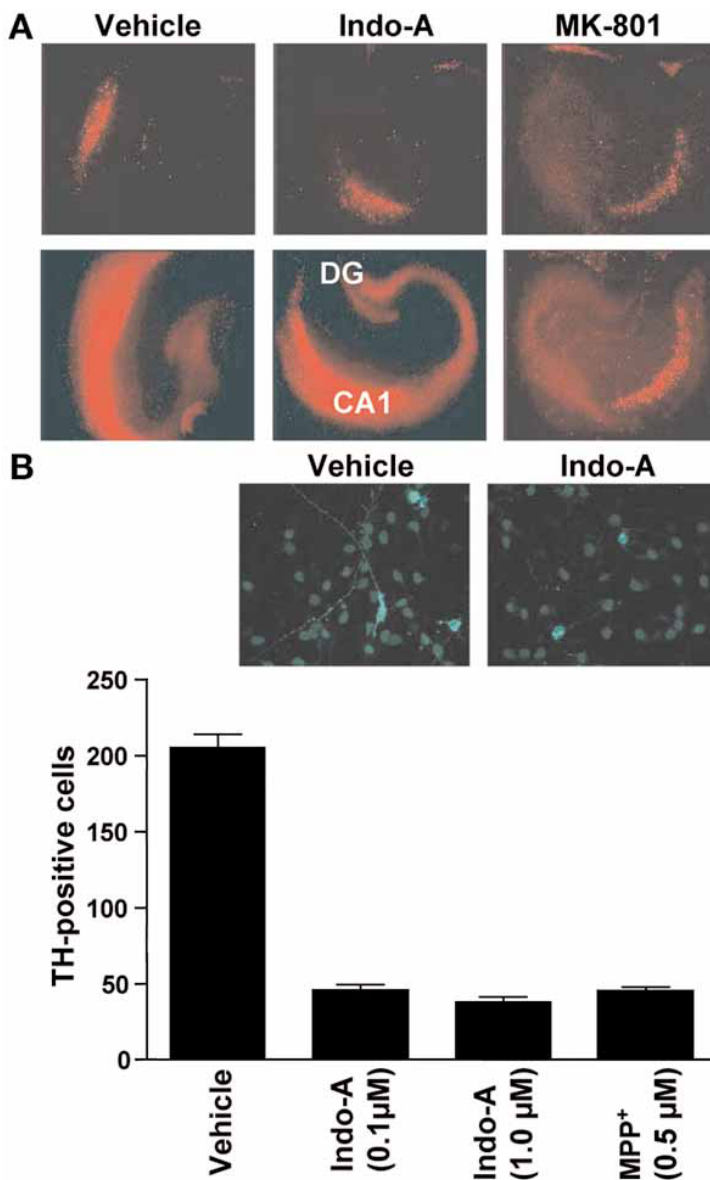 A
Vehicle Indo-A MK-801
DG
CA1
B
Vehicle Indo-A
250
200
150
100
50
0
TH-positive cells
Vehicle
Indo-A
(0.1µM)
Indo-A
(1.0 µM)
MPP⁺
(0.5 µM)